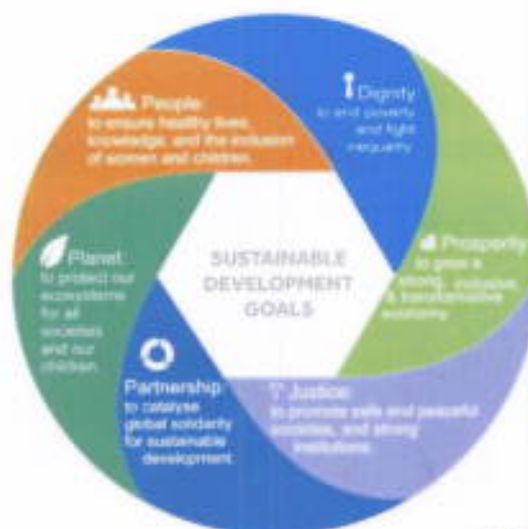 Dignity
to end poverty
and fight
inequality.
Prosperity:
to grow a
strong, inclusive
& transformative
economy.
Justice:
to promote safe and peaceful
societies, and strong
institutions.
Partnership:
to catalyse
global solidarity
for sustainable
development
Planet:
to protect our
ecosystems
for all
societies
and our
children.
People:
to ensure healthy lives,
knowledge, and the inclusion
of women and children.
SUSTAINABLE
DEVELOPMENT
GOALS